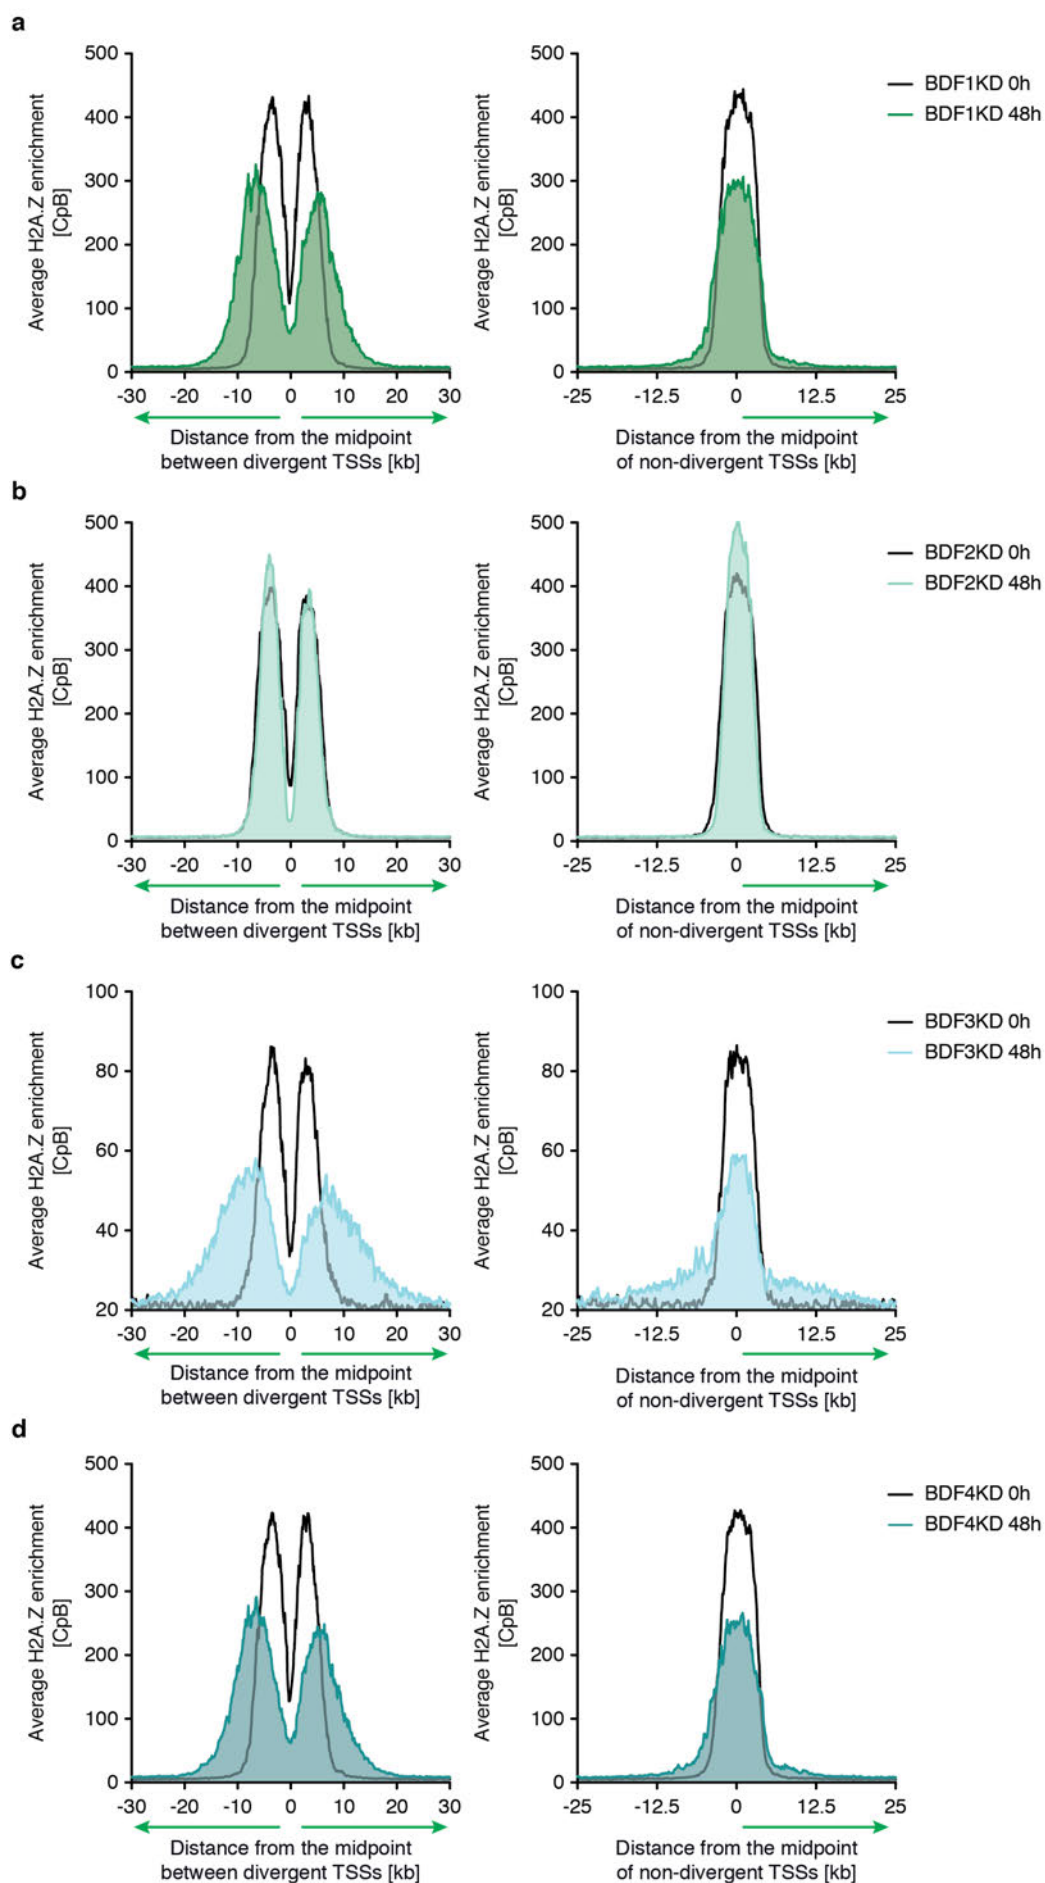 a
Average H2A.Z enrichment
[CpB]
500
400
300
200
100
0
-30 -20 -10 0 10 20 30
Distance from the midpoint
between divergent TSSs [kb]
Average H2A.Z enrichment
[CpB]
500
400
300
200
100
0
-25 -12.5 0 12.5 25
Distance from the midpoint
of non-divergent TSSs [kb]
BDF1KD 0h
BDF1KD 48h
b
Average H2A.Z enrichment
[CpB]
500
400
300
200
100
0
-30 -20 -10 0 10 20 30
Distance from the midpoint
between divergent TSSs [kb]
Average H2A.Z enrichment
[CpB]
500
400
300
200
100
0
-25 -12.5 0 12.5 25
Distance from the midpoint
of non-divergent TSSs [kb]
BDF2KD 0h
BDF2KD 48h
c
Average H2A.Z enrichment
[CpB]
100
80
60
40
20
-30 -20 -10 0 10 20 30
Distance from the midpoint
between divergent TSSs [kb]
Average H2A.Z enrichment
[CpB]
100
80
60
40
20
-25 -12.5 0 12.5 25
Distance from the midpoint
of non-divergent TSSs [kb]
BDF3KD 0h
BDF3KD 48h
d
Average H2A.Z enrichment
[CpB]
500
400
300
200
100
0
-30 -20 -10 0 10 20 30
Distance from the midpoint
between divergent TSSs [kb]
Average H2A.Z enrichment
[CpB]
500
400
300
200
100
0
-25 -12.5 0 12.5 25
Distance from the midpoint
of non-divergent TSSs [kb]
BDF4KD 0h
BDF4KD 48h